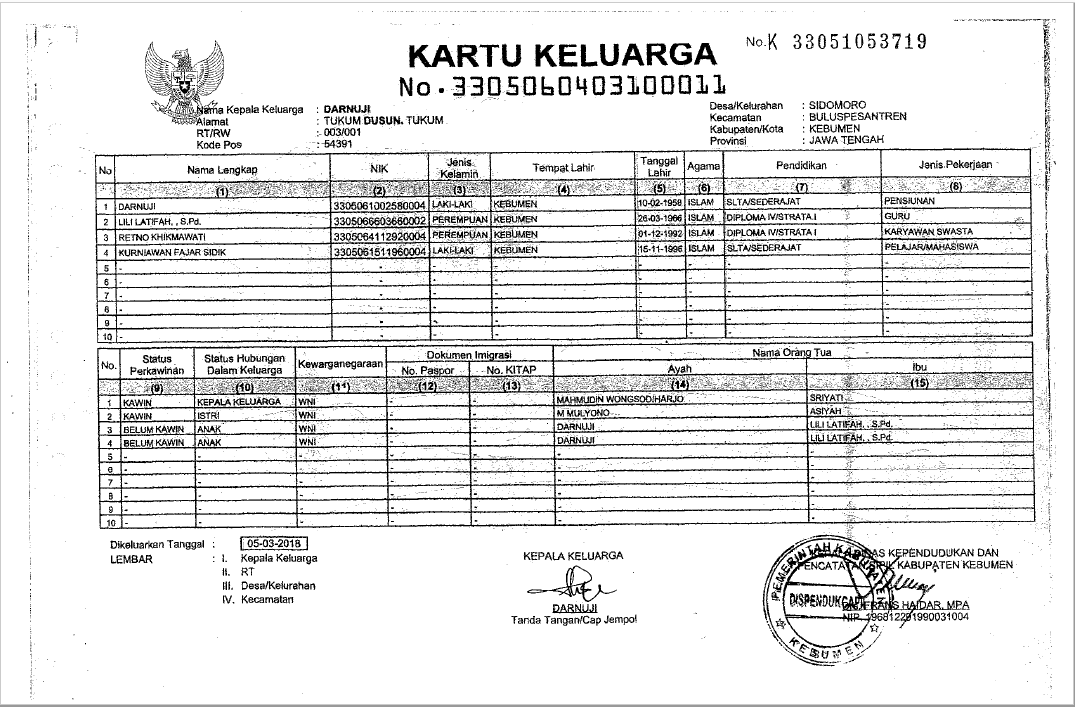 KARTU KELUARGA
No. 3305060403100011
No. K 33051053719
Nama Kepala Keluarga : DARNUJI
Alamat : TUKUM DUSUN. TUKUM
RT/RW : 003/001
Kode Pos : 54391
Desa/Kelurahan : SIDOMORO
Kecamatan : BULUSPESANTREN
Kabupaten/Kota : KEBUMEN
Provinsi : JAWA TENGAH
No Nama Lengkap NIK Jenis Kelamin Tempat Lahir Tanggal Lahir Agama Pendidikan Jenis Pekerjaan
(1) (2) (3) (4) (5) (6) (7) (8)
1 DARNUJI 3305061002580004 LAKI-LAKI KEBUMEN 10-02-1958 ISLAM SLTA/SEDERAJAT PENSIUNAN
2 LILI LATIFAH, , S.Pd. 3305066603660002 PEREMPUAN KEBUMEN 26-03-1966 ISLAM DIPLOMA IV/STRATA I GURU
3 RETNO KHIKMAWATI 3305064112920004 PEREMPUAN KEBUMEN 01-12-1992 ISLAM DIPLOMA IV/STRATA I KARYAWAN SWASTA
4 KURNIAWAN FAJAR SIDIK 3305061511960004 LAKI-LAKI KEBUMEN 15-11-1996 ISLAM SLTA/SEDERAJAT PELAJAR/MAHASISWA
5 - - - - - - - -
6 - - - - - - - -
7 - - - - - - - -
8 - - - - - - - -
9 - - - - - - - -
10 - - - - - - - -
No. Status Perkawinan Status Hubungan Dalam Keluarga Kewarganegaraan Dokumen Imigrasi Nama Orang Tua
No. Paspor No. KITAP Ayah Ibu
(9) (10) (11) (12) (13) (14) (15)
1 KAWIN KEPALA KELUARGA WNI - - MAHMUDIN WONGSODIHARJO SRIYATI
2 KAWIN ISTRI WNI - - M MULYONO ASIYAH
3 BELUM KAWIN ANAK WNI - - DARNUJI LILI LATIFAH, , S.Pd.
4 BELUM KAWIN ANAK WNI - - DARNUJI LILI LATIFAH, , S.Pd.
5 - - - - - - -
6 - - - - - - -
7 - - - - - - -
8 - - - - - - -
9 - - - - - - -
10 - - - - - - -
Dikeluarkan Tanggal : 05-03-2018
LEMBAR : I. Kepala Keluarga
II. RT
III. Desa/Kelurahan
IV. Kecamatan
KEPALA KELUARGA
DARNUJI
Tanda Tangan/Cap Jempol
KEPENDUDUKAN DAN
PENCATATAN SIPIL KABUPATEN KEBUMEN
FRANS HAIDAR, MPA
NIP. 196812291990031004
PEMERINTAH KABUPATEN
DISPENDUKCAPIL
KEBUMEN